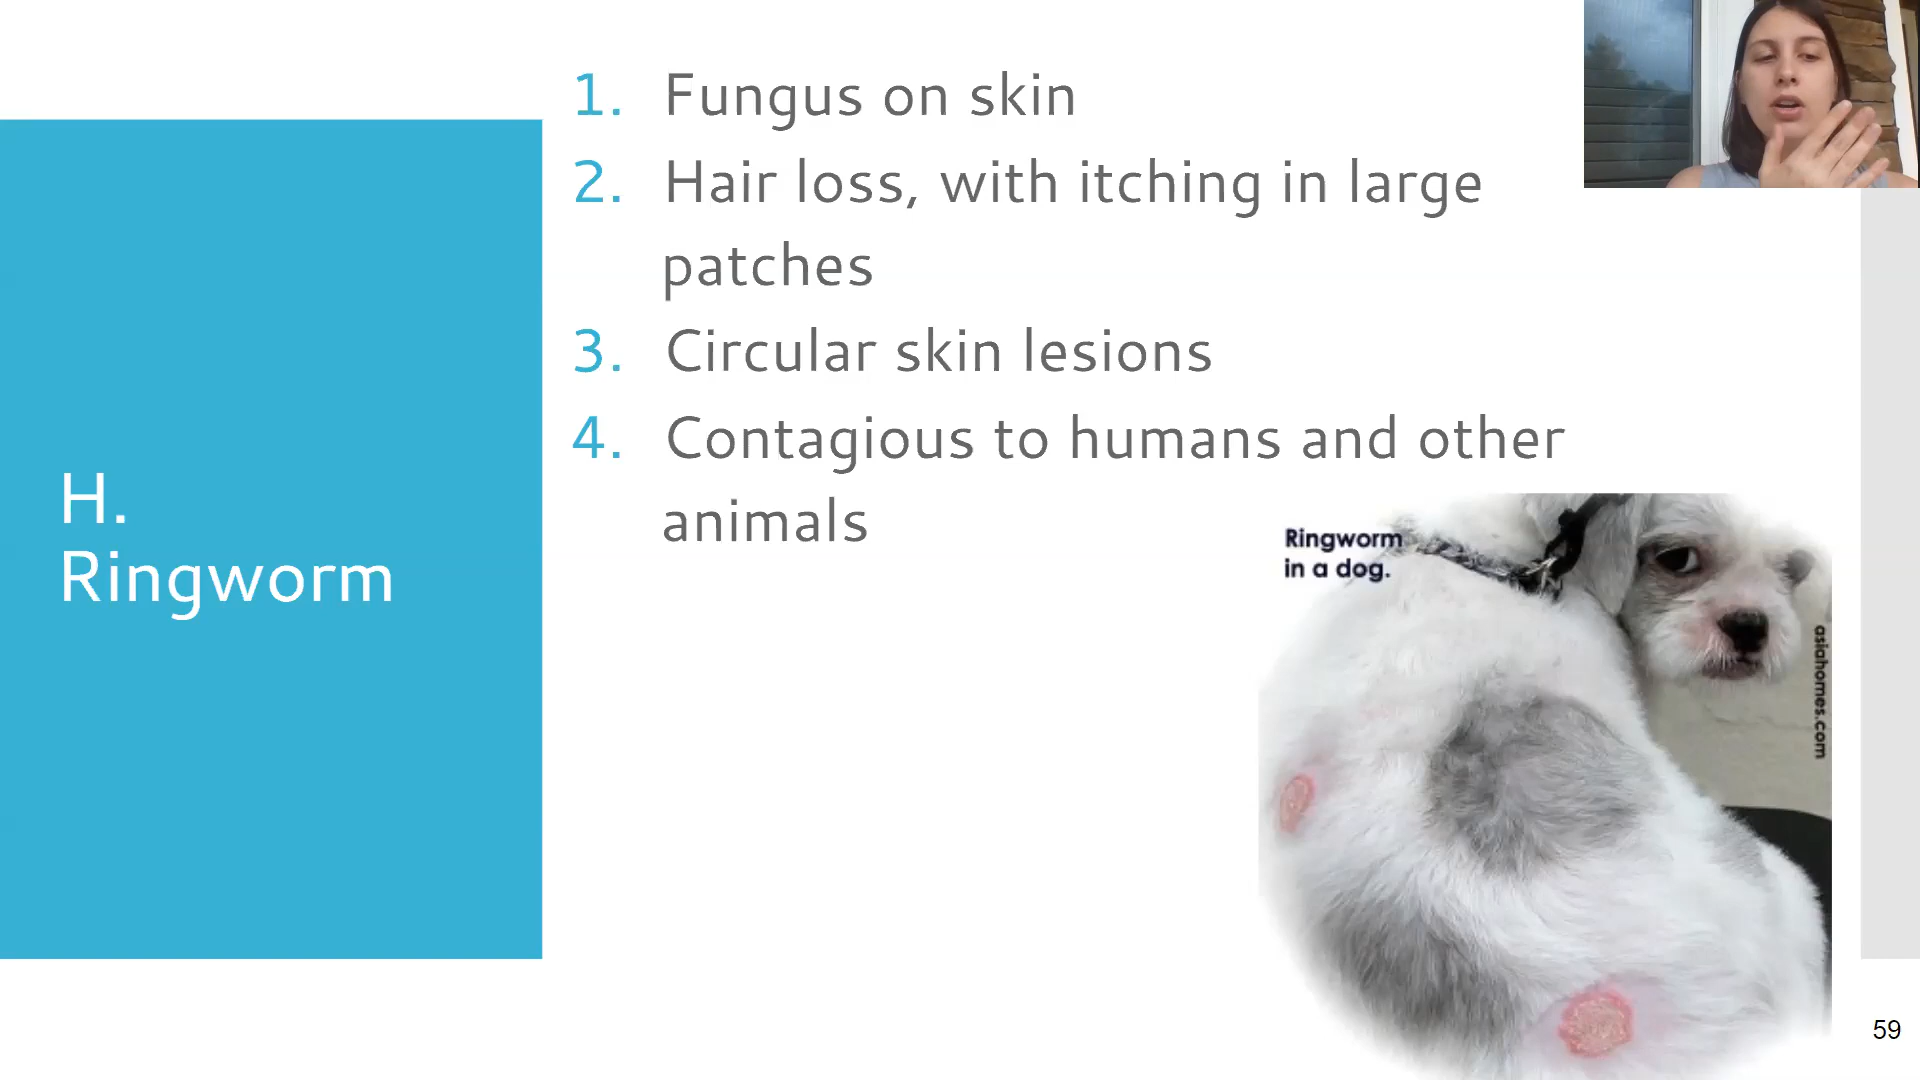 H.
Ringworm
1. Fungus on skin
2. Hair loss, with itching in large
patches
3. Circular skin lesions
4. Contagious to humans and other
animals
Ringworm
in a dog.
asiahomes.com
59